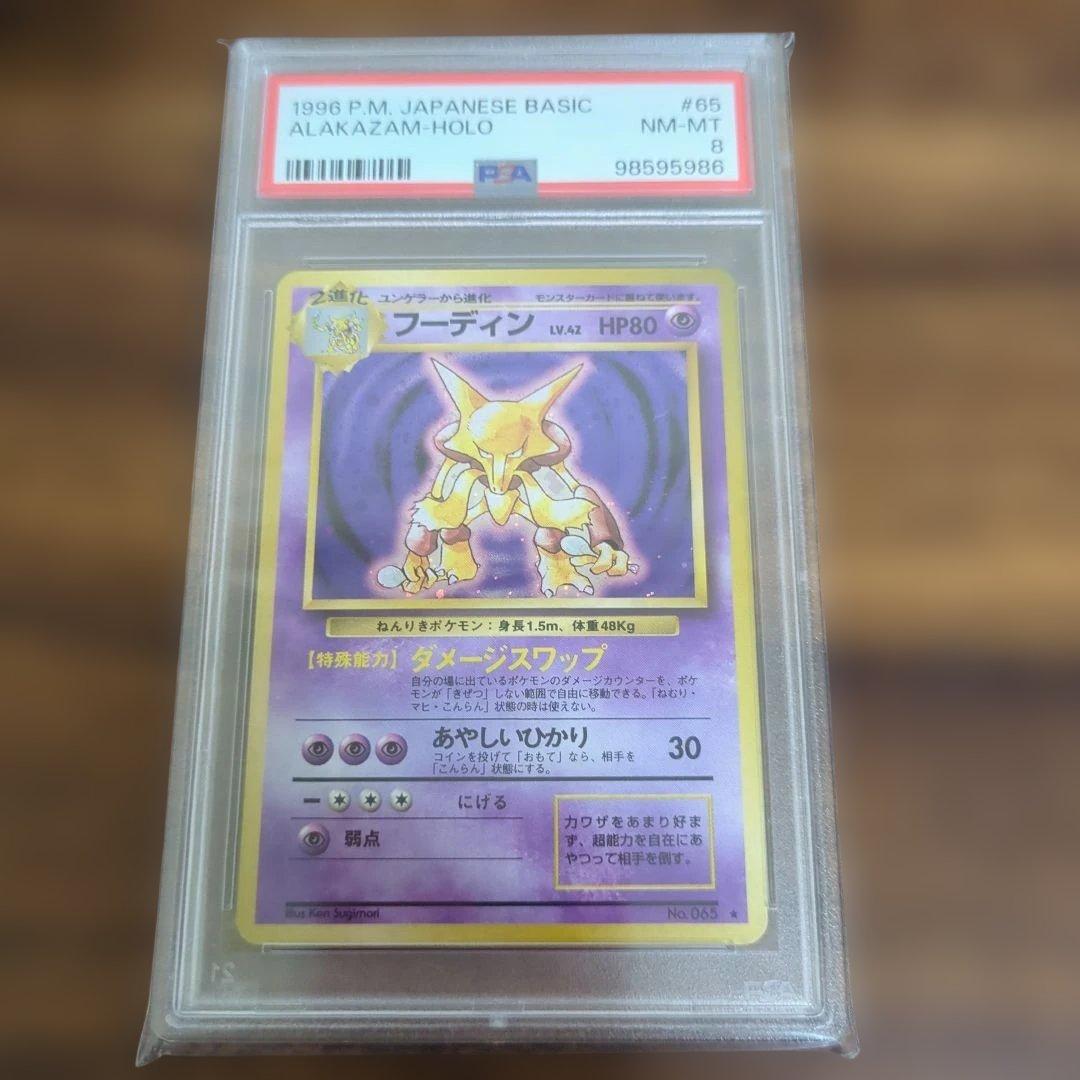 1996 P.M. JAPANESE BASIC #65
ALAKAZAM-HOLO NM-MT
8
PSA 98595986
2進化 ユンゲラーから進化 モンスターカードに重ねて使います。
フーディン LV.42 HP80
ねんりきポケモン：身長1.5m、体重48Kg
【特殊能力】ダメージスワップ
自分の場に出ているポケモンのダメージカウンターを、ポケ
モンが「きぜつ」しない範囲で自由に移動できる。「ねむり・
マヒ・こんらん」状態の時は使えない。
あやしいひかり 30
コインを投げて「おもて」なら、相手を
「こんらん」状態にする。
にげる
弱点
力ワザをあまり好ま
ず、超能力を自在にあ
やつって相手を倒す。
Illus Ken Sugimori No.065 ★